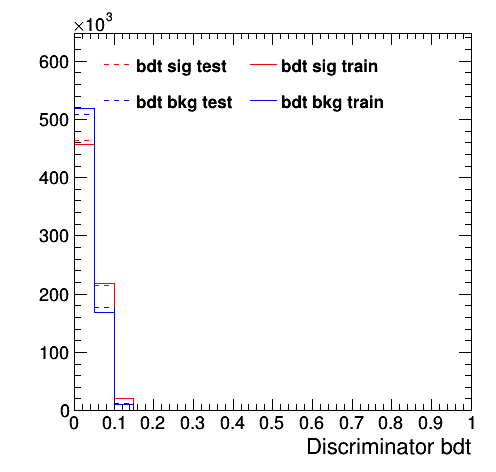 ×10³
600
500
400
300
200
100
0
bdt sig test
bdt sig train
bdt bkg test
bdt bkg train
0 0.1 0.2 0.3 0.4 0.5 0.6 0.7 0.8 0.9 1
Discriminator bdt